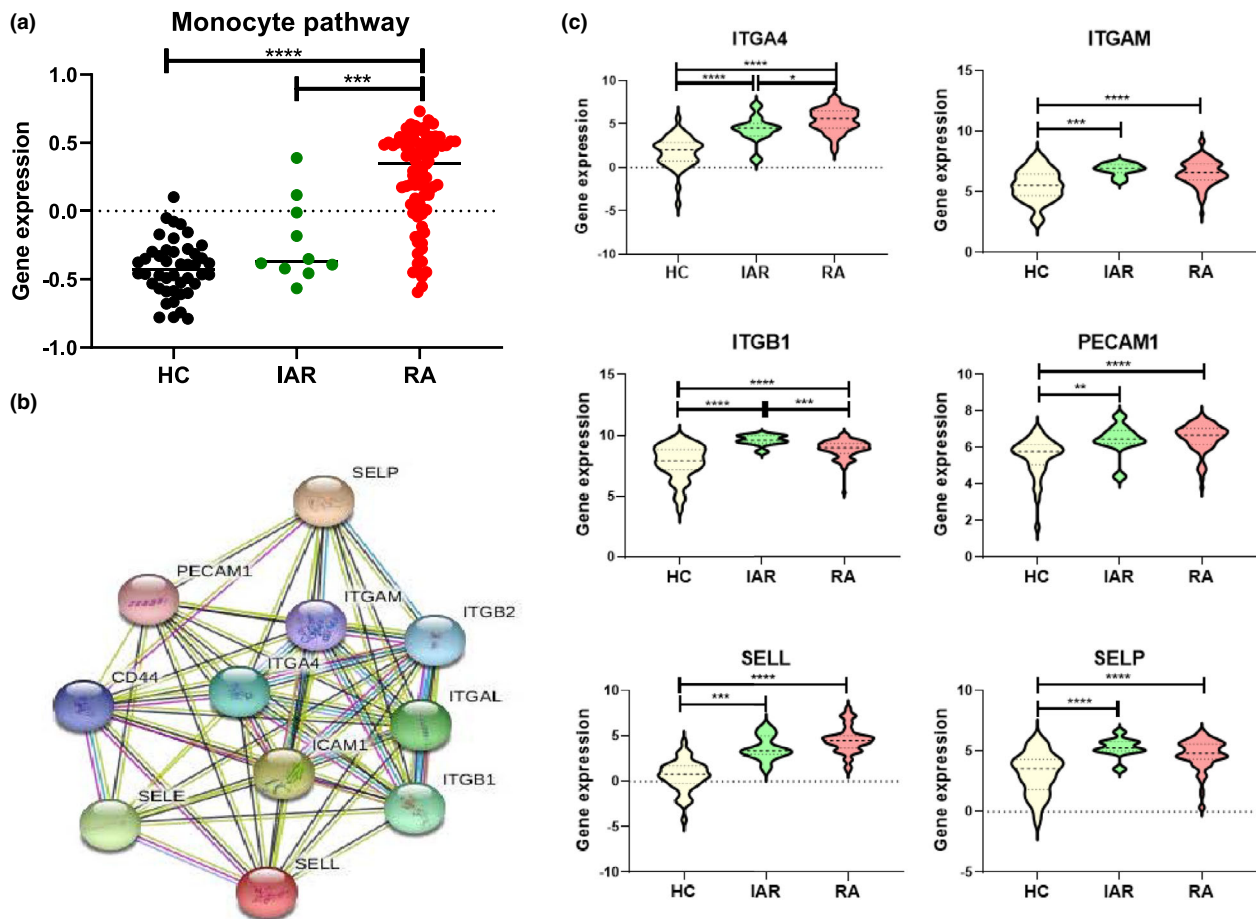 (a)
Monocyte pathway
****
***
Gene expression
1.0
0.5
0.0
-0.5
-1.0
HC IAR RA
(b)
SELP
PECAM1
ITGAM
ITGB2
ITGA4
CD44
ITGAL
ICAM1
ITGB1
SELE
SELL
(c)
ITGA4
****
**** *
Gene expression
10
5
0
-5
-10
HC IAR RA
ITGAM
****
***
Gene expression
15
10
5
0
HC IAR RA
ITGB1
****
**** ***
Gene expression
15
10
5
0
HC IAR RA
PECAM1
****
**
Gene expression
10
8
6
4
2
0
HC IAR RA
SELL
****
***
Gene expression
10
5
0
-5
-10
HC IAR RA
SELP
****
****
Gene expression
10
5
0
-5
HC IAR RA